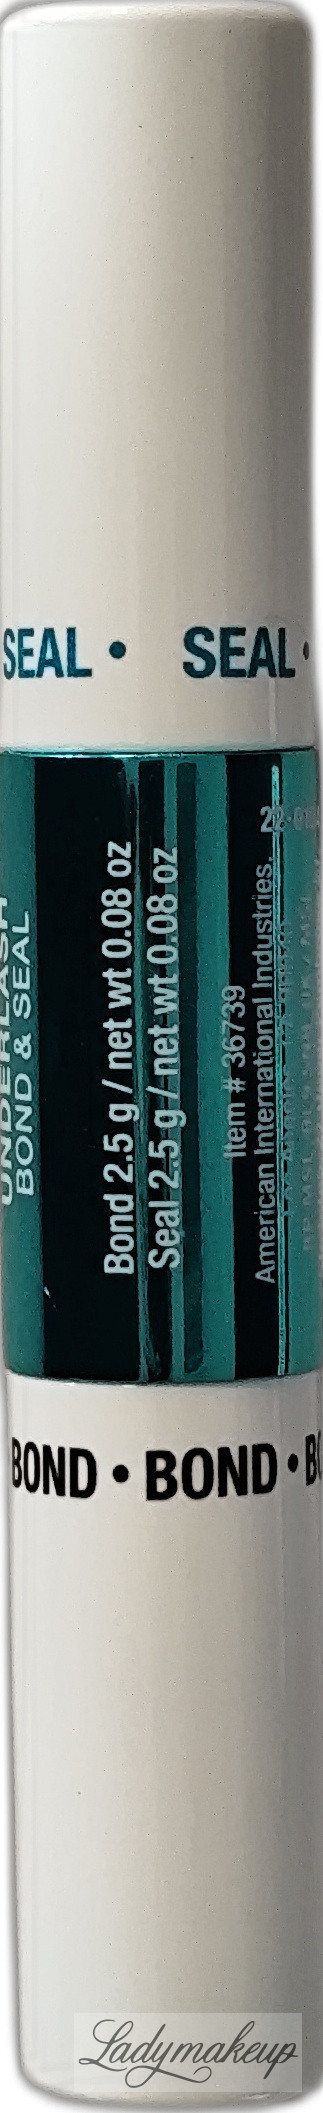 SEAL • SEAL •
UNDERLASH
BOND & SEAL
Bond 2.5 g / net wt 0.08 oz
Seal 2.5 g / net wt 0.08 oz
Item # 36739
American International Industries.
BOND • BOND •
Ladymakeup